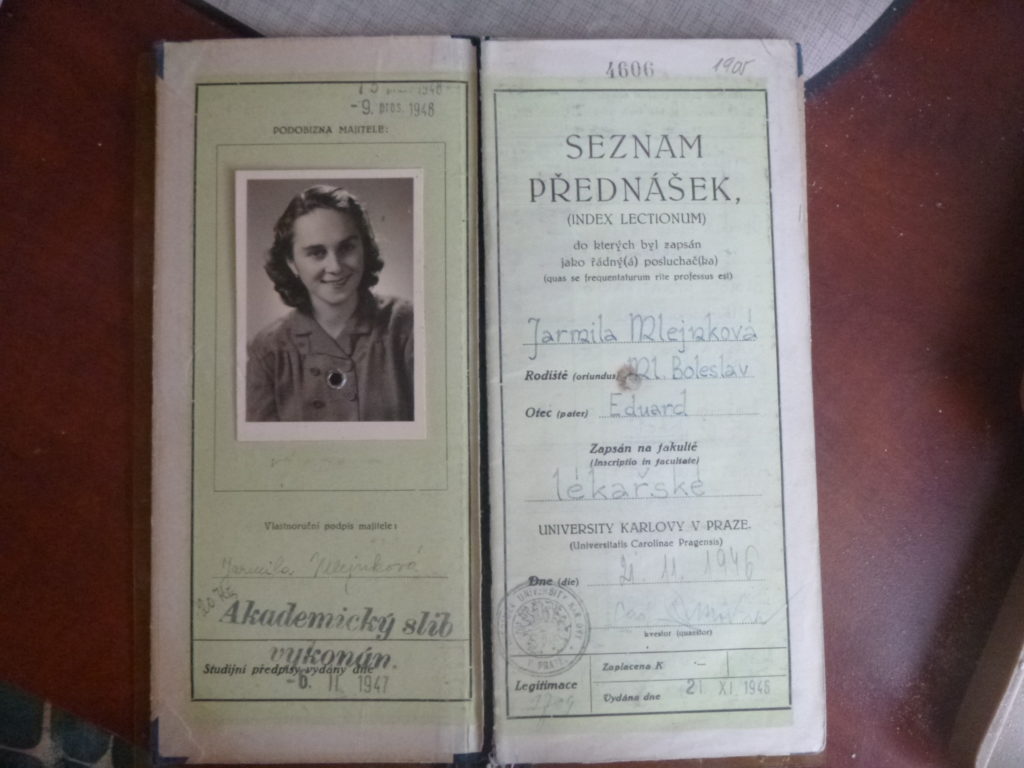 -9. pros. 1948
PODOBIZNA MAJITELE:
Vlastnoruční podpis majitele:
Jarmila Mlejnková
Akademický slib
vykonán.
Studijní předpisy vydány dne
-6. 11 1947
4606
SEZNAM
PŘEDNÁŠEK,
(INDEX LECTIONUM)
do kterých byl zapsán
jako řádný(á) posluchač(ka)
(quas se frequentaturum rite professus est)
Jarmila Mlejnková
Rodiště (oriundus) Ml. Boleslav
Otec (pater) Eduard
Zapsán na fakultě
(Inscriptio in facultate)
lékařské
UNIVERSITY KARLOVY V PRAZE.
(Universitatis Carolinae Pragensis)
Dne (die) 21. 11. 1946
kvestor (quaestor)
Legitimace
Zaplacena K -
Vydána dne 21. XI. 1946